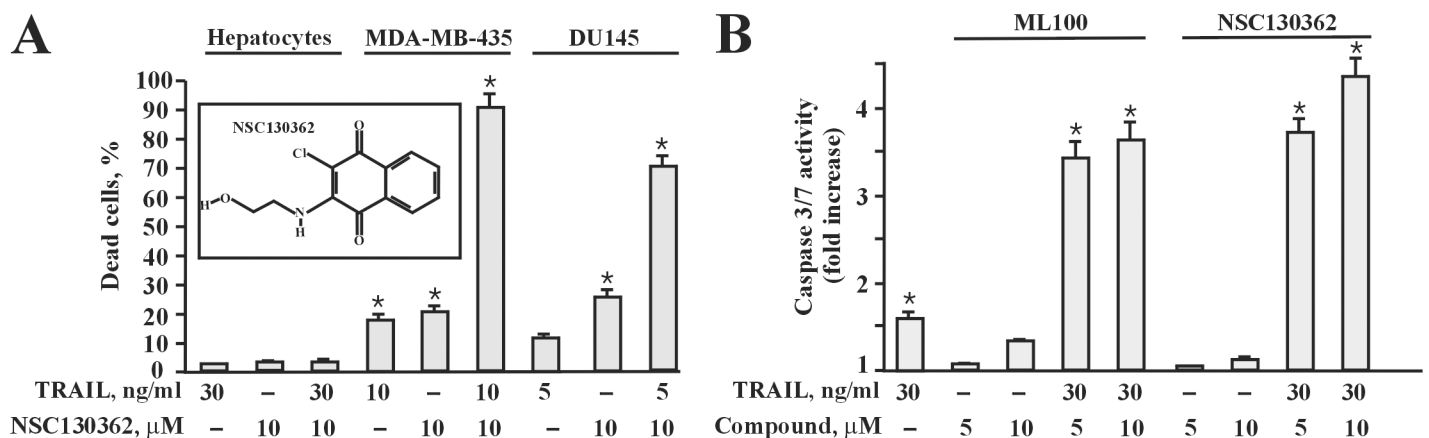 A
Hepatocytes MDA-MB-435 DU145
100
90
80
70
60
50
40
30
20
10
0
Dead cells, %
NSC130362
O
Cl
H O
N
H
O
* * * * *
TRAIL, ng/ml 30 – 30 10 – 10 5 – 5
NSC130362, µM – 10 10 – 10 10 – 10 10
B
ML100 NSC130362
4
3
2
1
Caspase 3/7 activity
(fold increase)
* * * * *
TRAIL, ng/ml 30 – – 30 30 – – 30 30
Compound, µM – 5 10 5 10 5 10 5 10